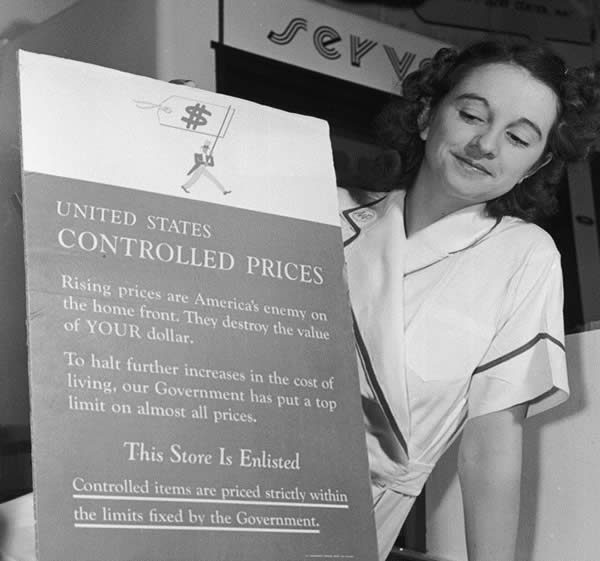 serv
$
UNITED STATES
CONTROLLED PRICES
Rising prices are America's enemy on
the home front. They destroy the value
of YOUR dollar.
To halt further increases in the cost of
living, our Government has put a top
limit on almost all prices.
This Store Is Enlisted
Controlled items are priced strictly within
the limits fixed by the Government.